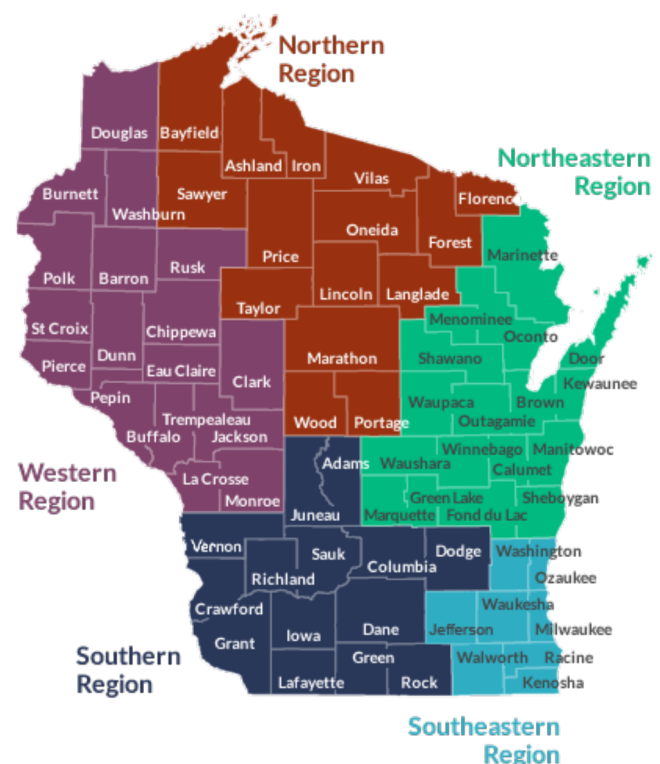 Northern
Region
Northeastern
Region
Douglas
Bayfield
Ashland
Iron
Vilas
Florenc
Burnett
Washburn
Sawyer
Oneida
Forest
Price
Marinette
Polk
Barron
Rusk
Taylor
Lincoln
Langlade
Menominee
Oconto
St Croix
Chippewa
Dunn
Marathon
Shawano
Door
Pierce
Eau Claire
Clark
Kewaunee
Pepin
Waupaca
Brown
Trempealeau
Wood
Portage
Outagamie
Buffalo
Jackson
Winnebago
Manitowoc
Adams
Waushara
Calumet
Western
Region
La Crosse
Monroe
Juneau
Green Lake
Sheboygan
Marquette
Fond du Lac
Vernon
Sauk
Dodge
Washington
Columbia
Richland
Ozaukee
Crawford
Waukesha
Grant
Iowa
Dane
Jefferson
Milwaukee
Southern
Region
Green
Walworth
Racine
Lafayette
Rock
Kenosha
Southeastern
Region